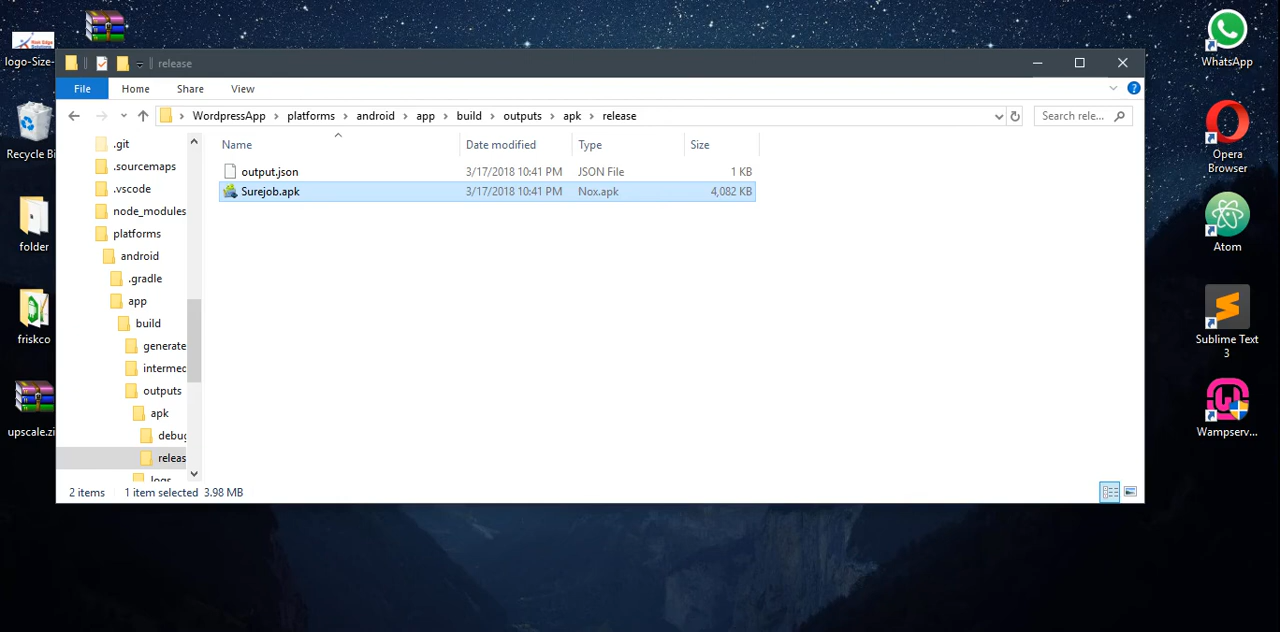 logo-Size-
Recycle Bi
folder
friskco
upscale.zi
release
File Home Share View
WordpressApp > platforms > android > app > build > outputs > apk > release
Search rele...
.git
.sourcemaps
.vscode
node_modules
platforms
android
.gradle
app
build
generate
intermed
outputs
apk
debug
releas
logs
Name Date modified Type Size
output.json 3/17/2018 10:41 PM JSON File 1 KB
Surejob.apk 3/17/2018 10:41 PM Nox.apk 4,082 KB
2 items 1 item selected 3.98 MB
WhatsApp
Opera
Browser
Atom
Sublime Text
3
Wampserv...